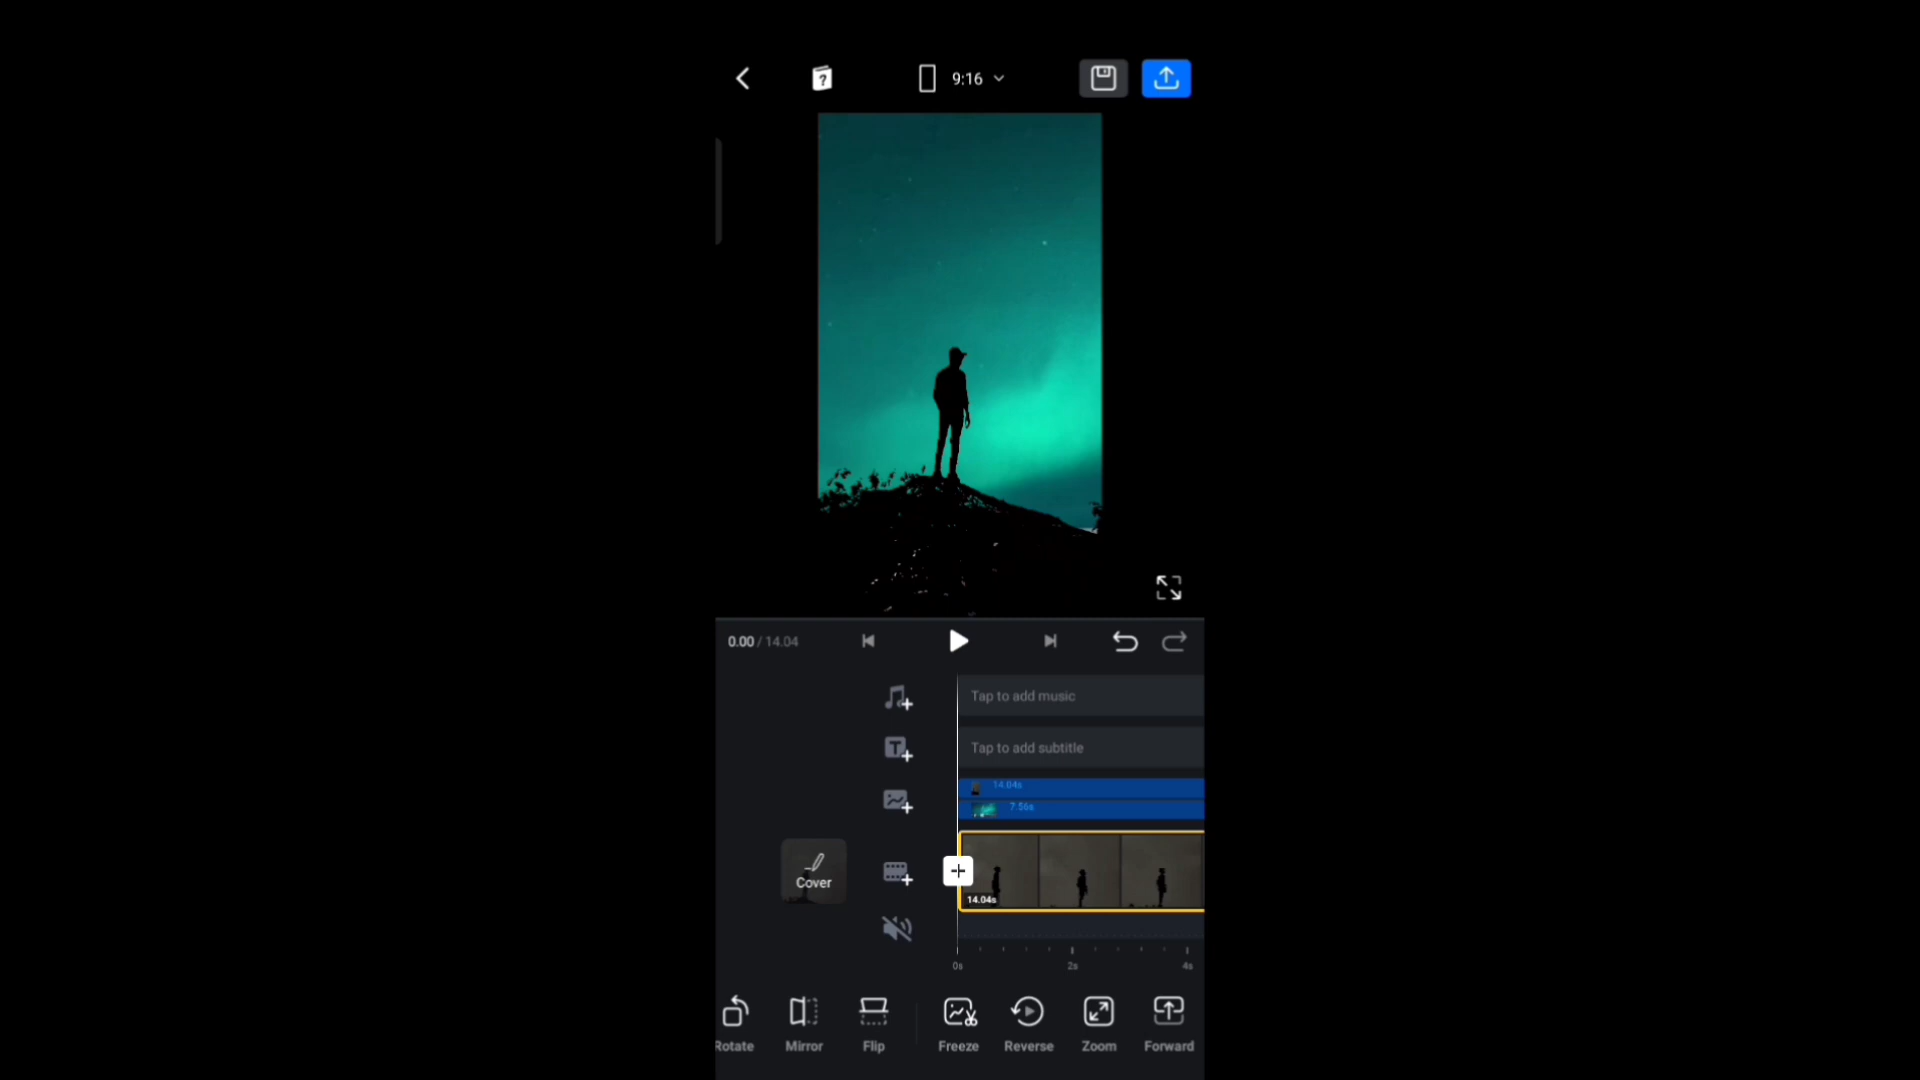 9:16
0.00 / 14.04
Tap to add music
Tap to add subtitle
14.04s
7.56s
Cover
14.04s
0s 2s 4s
Rotate Mirror Flip Freeze Reverse Zoom Forward